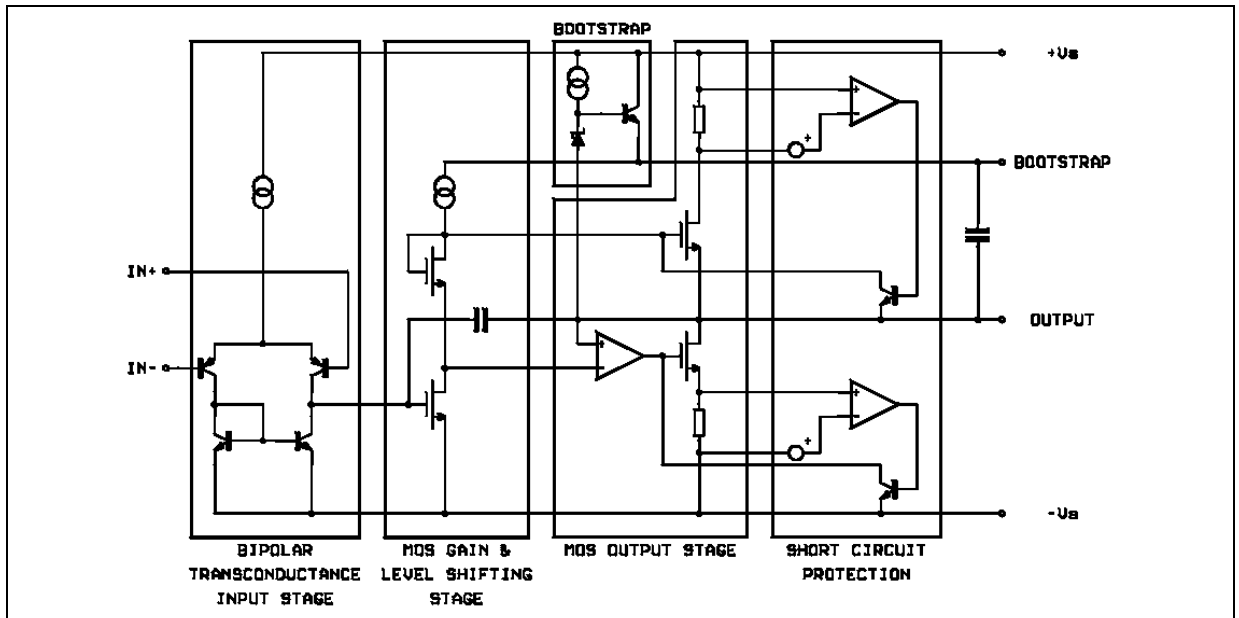 BOOTSTRAP
+Vs
+
BOOTSTRAP
IN+
OUTPUT
IN-
+
-Vs
BIPOLAR
TRANSCONDUCTANCE
INPUT STAGE
MOS GAIN &
LEVEL SHIFTING
STAGE
MOS OUTPUT STAGE
SHORT CIRCUIT
PROTECTION